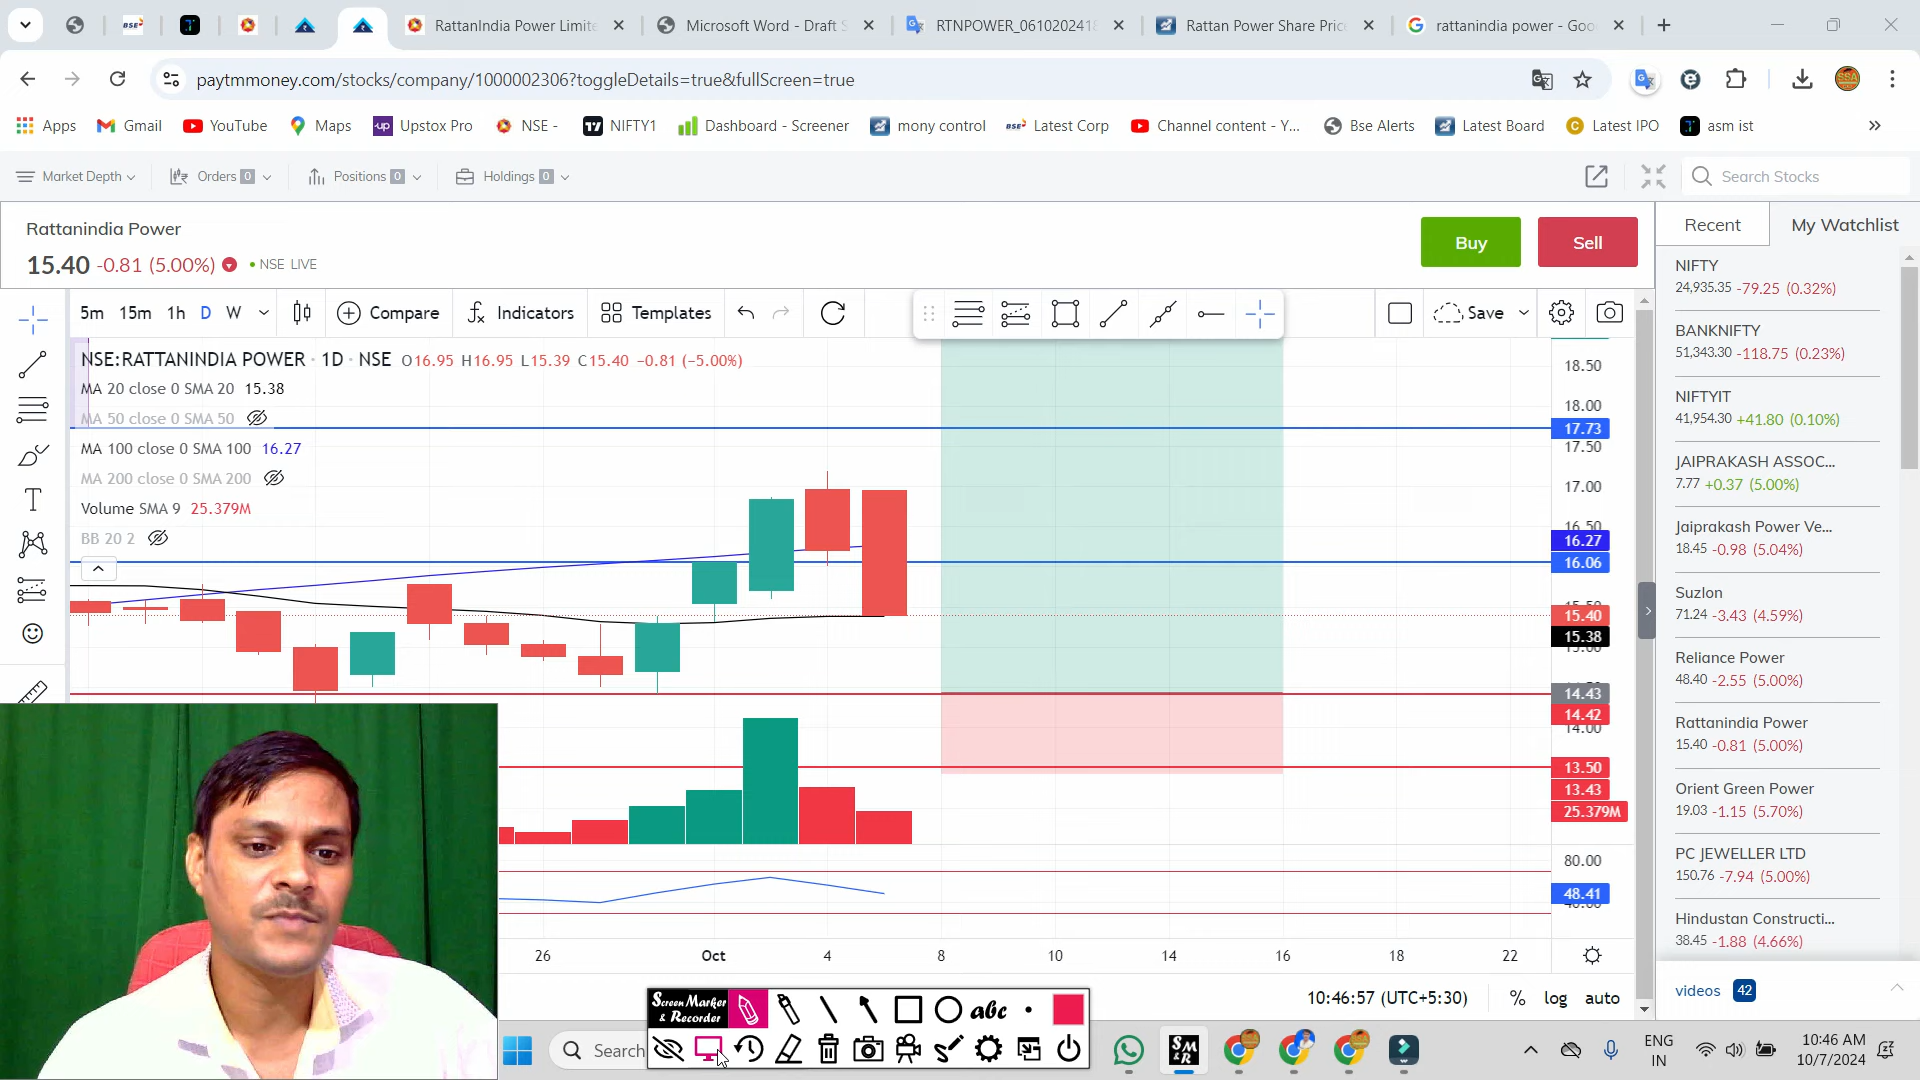 RattanIndia Power Limite
Microsoft Word - Draft S
RTNPOWER_0610202418
Rattan Power Share Pric
rattanindia power - Goo
paytmmoney.com/stocks/company/1000002306?toggleDetails=true&fullScreen=true
Apps
Gmail
YouTube
Maps
up Upstox Pro
NSE -
NIFTY1
Dashboard - Screener
mony control
BSE Latest Corp
Channel content - Y...
Bse Alerts
Latest Board
Latest IPO
asm ist
Market Depth
Orders 0
Positions 0
Holdings 0
Search Stocks
Rattanindia Power
15.40 -0.81 (5.00%)
NSE LIVE
Buy
Sell
Recent
My Watchlist
5m 15m 1h D W
Compare
Indicators
Templates
Save
NSE:RATTANINDIA POWER · 1D · NSE O16.95 H16.95 L15.39 C15.40 -0.81 (−5.00%)
MA 20 close 0 SMA 20 15.38
MA 50 close 0 SMA 50
MA 100 close 0 SMA 100 16.27
MA 200 close 0 SMA 200
Volume SMA 9 25.379M
BB 20 2
18.50
18.00
17.73
17.50
17.00
16.50
16.27
16.06
15.40
15.38
14.43
14.42
14.00
13.50
13.43
25.379M
80.00
48.41
26
Oct
4
8
10
14
16
18
22
10:46:57 (UTC+5:30)
%
log
auto
NIFTY
24,935.35 -79.25 (0.32%)
BANKNIFTY
51,343.30 -118.75 (0.23%)
NIFTYIT
41,954.30 +41.80 (0.10%)
JAIPRAKASH ASSOC...
7.77 +0.37 (5.00%)
Jaiprakash Power Ve...
18.45 -0.98 (5.04%)
Suzlon
71.24 -3.43 (4.59%)
Reliance Power
48.40 -2.55 (5.00%)
Rattanindia Power
15.40 -0.81 (5.00%)
Orient Green Power
19.03 -1.15 (5.70%)
PC JEWELLER LTD
150.76 -7.94 (5.00%)
Hindustan Constructi...
38.45 -1.88 (4.66%)
videos 42
Screen Marker
& Recorder
abc
Search
SM
&R
ENG
IN
10:46 AM
10/7/2024